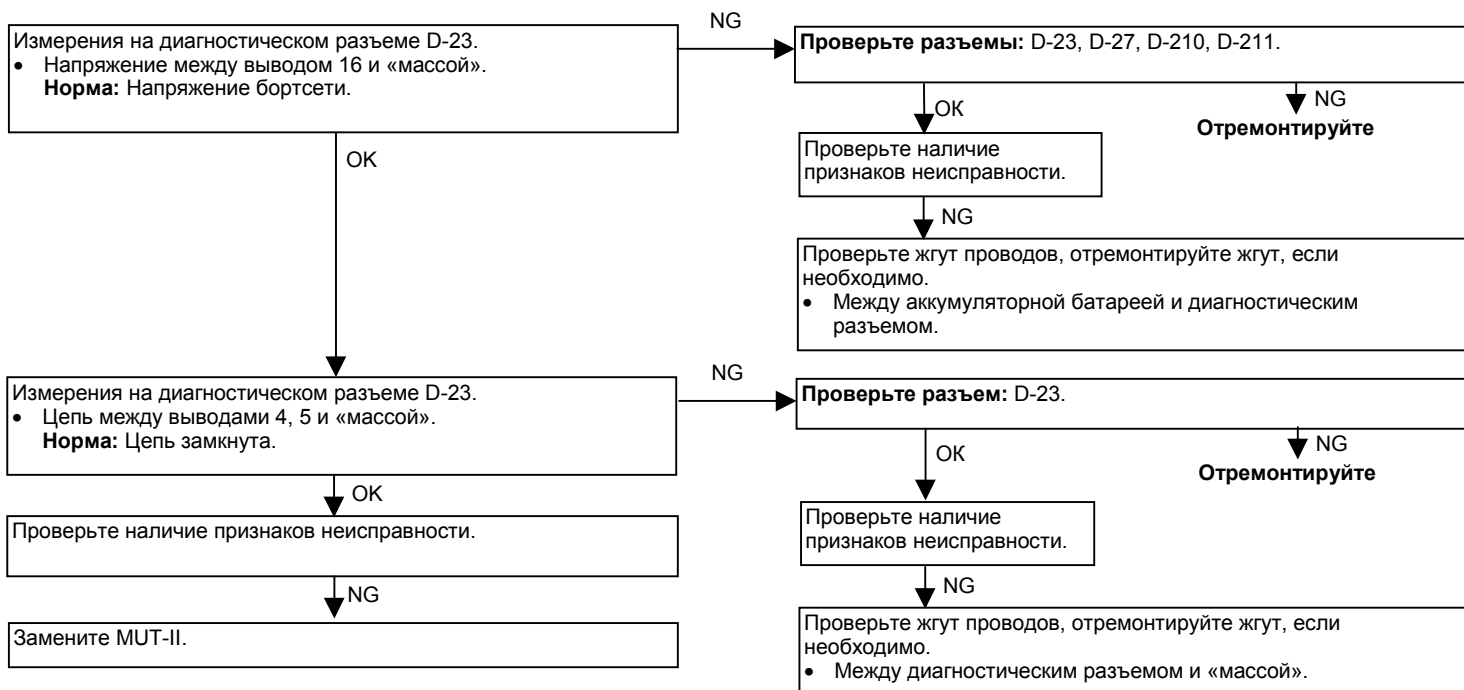 Измерения на диагностическом разъеме D-23.
• Напряжение между выводом 16 и «массой».
Норма: Напряжение бортсети.
NG
Проверьте разъемы: D-23, D-27, D-210, D-211.
OK
NG
Отремонтируйте
OK
Проверьте наличие
признаков неисправности.
NG
Проверьте жгут проводов, отремонтируйте жгут, если
необходимо.
• Между аккумуляторной батареей и диагностическим
разъемом.
Измерения на диагностическом разъеме D-23.
• Цепь между выводами 4, 5 и «массой».
Норма: Цепь замкнута.
NG
Проверьте разъем: D-23.
OK
NG
Отремонтируйте
OK
Проверьте наличие признаков неисправности.
Проверьте наличие
признаков неисправности.
NG
NG
Замените MUT-II.
Проверьте жгут проводов, отремонтируйте жгут, если
необходимо.
• Между диагностическим разъемом и «массой».